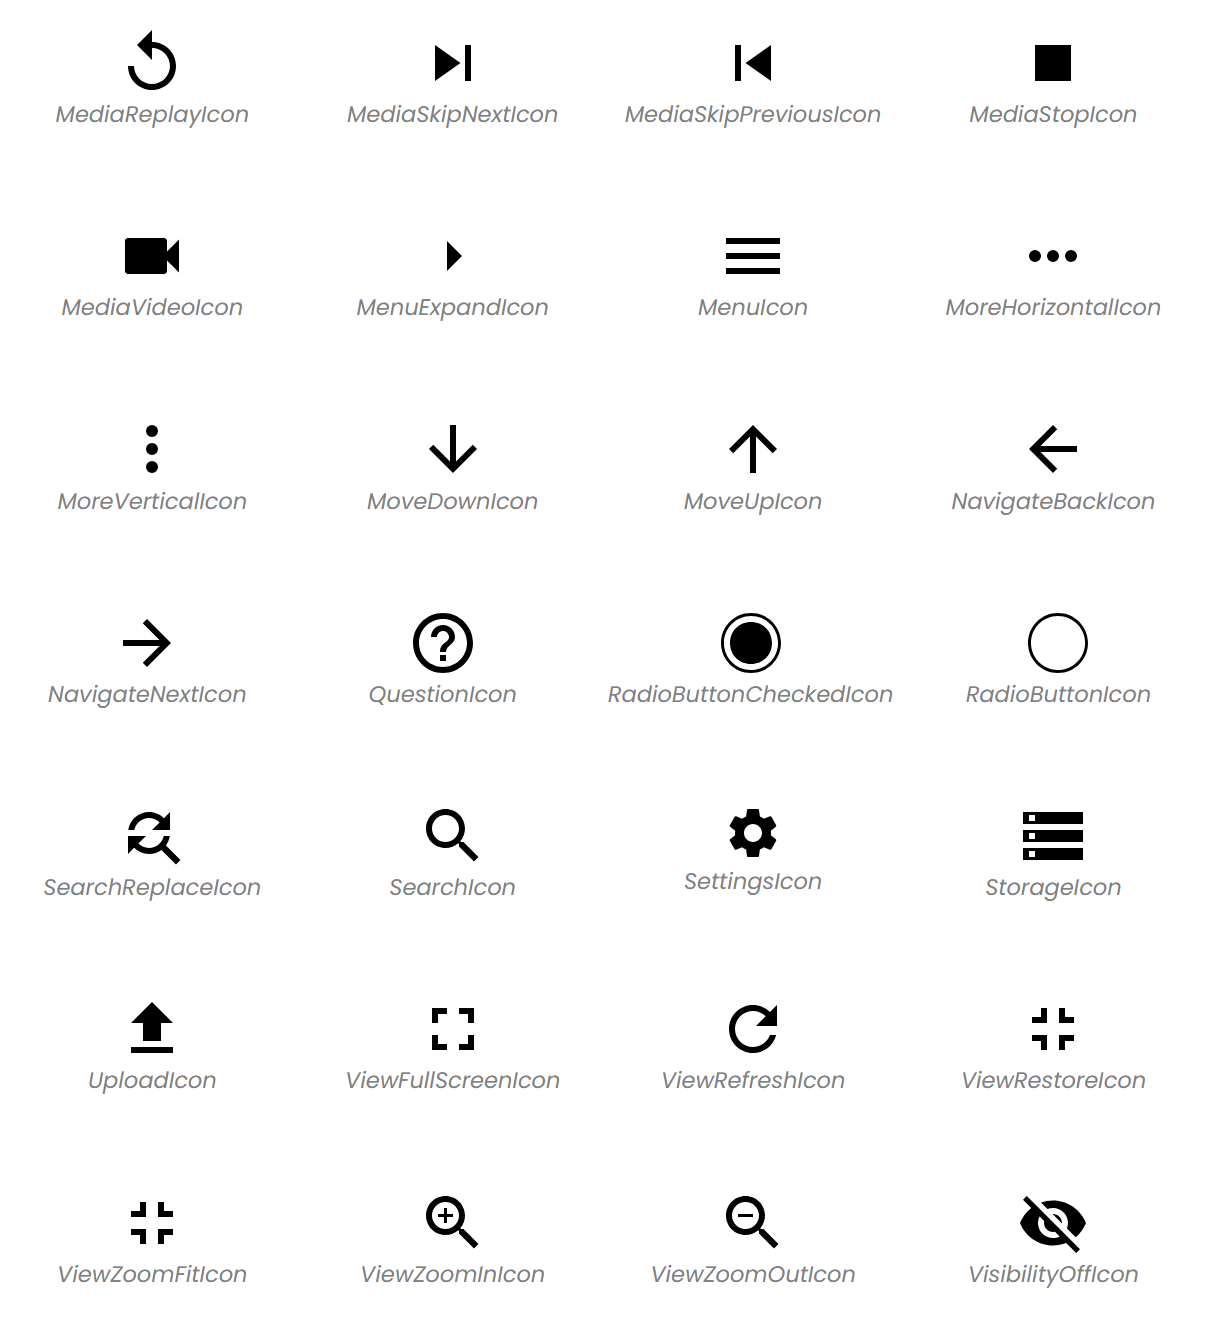 MediaReplayIcon
MediaSkipNextIcon
MediaSkipPreviousIcon
MediaStopIcon
MediaVideoIcon
MenuExpandIcon
MenuIcon
MoreHorizontalIcon
MoreVerticalIcon
MoveDownIcon
MoveUpIcon
NavigateBackIcon
NavigateNextIcon
QuestionIcon
RadioButtonCheckedIcon
RadioButtonIcon
SearchReplaceIcon
SearchIcon
SettingsIcon
StorageIcon
UploadIcon
ViewFullScreenIcon
ViewRefreshIcon
ViewRestoreIcon
ViewZoomFitIcon
ViewZoomInIcon
ViewZoomOutIcon
VisibilityOffIcon